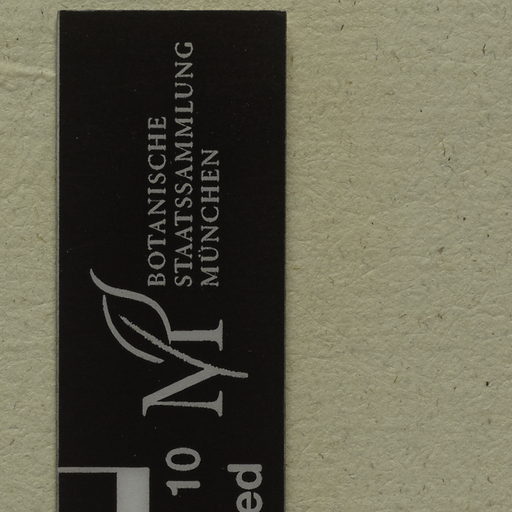 BOTANISCHE
STAATSSAMMLUNG
MÜNCHEN
M
10
ed